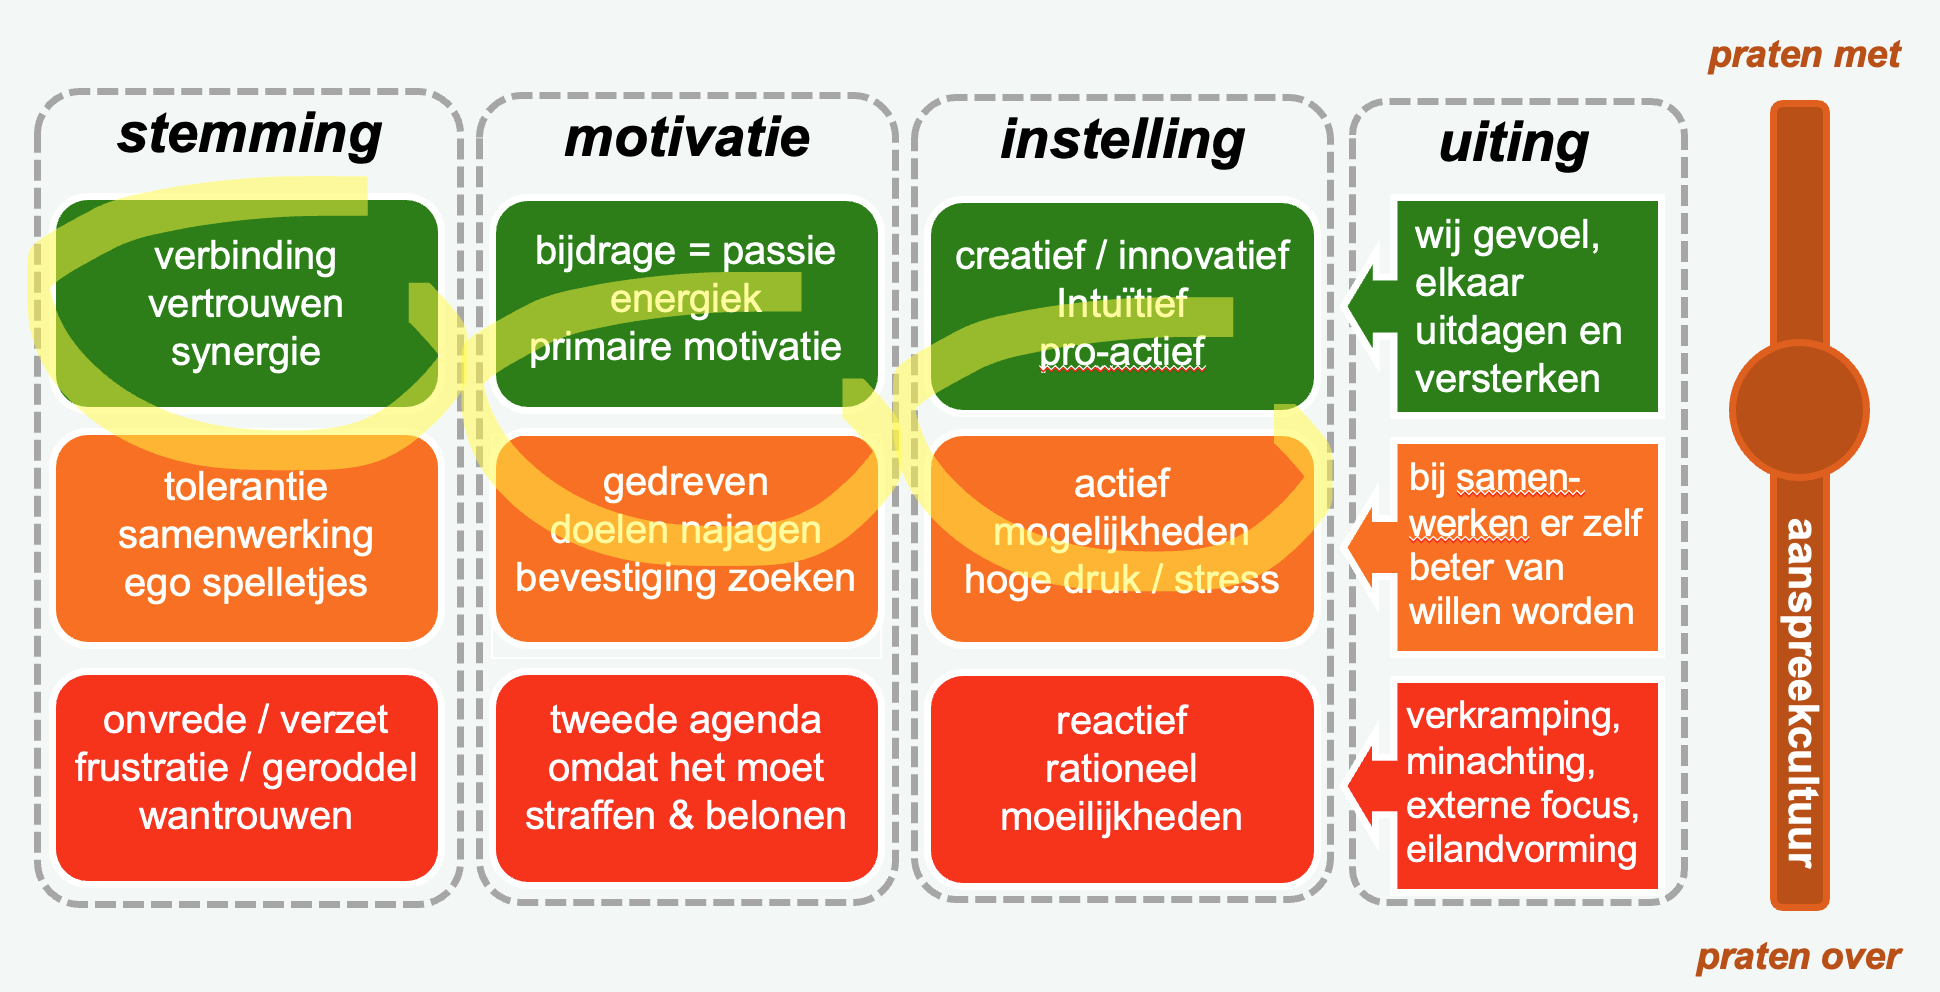 praten met
stemming
verbinding
vertrouwen
synergie
tolerantie
samenwerking
ego spelletjes
onvrede / verzet
frustratie / geroddel
wantrouwen
motivatie
bijdrage = passie
energiek
primaire motivatie
gedreven
doelen najagen
bevestiging zoeken
tweede agenda
omdat het moet
straffen & belonen
instelling
creatief / innovatief
Intuïtief
pro-actief
actief
mogelijkheden
hoge druk / stress
reactief
rationeel
moeilijkheden
uiting
wij gevoel,
elkaar
uitdagen en
versterken
bij samen-
werken er zelf
beter van
willen worden
verkramping,
minachting,
externe focus,
eilandvorming
aanspreekcultuur
praten over